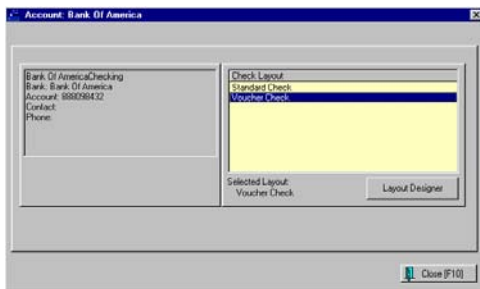 Account: Bank Of America
Bank Of AmericaChecking
Bank: Bank Of America
Account: 888098432
Contact:
Phone:
Check Layout
Standard Check
Voucher Check
Selected Layout:
Voucher Check
Layout Designer
Close [F10]